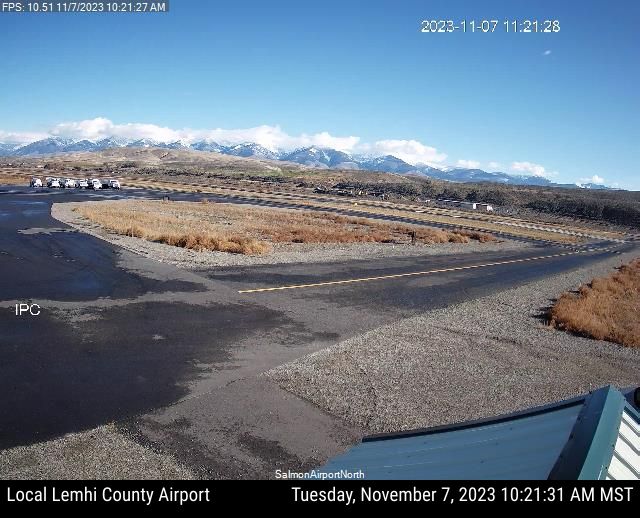 FPS: 10.51 11/7/2023 10:21:27 AM
2023-11-07 11:21:28
IPC
SalmonAirportNorth
Local Lemhi County Airport Tuesday, November 7, 2023 10:21:31 AM MST